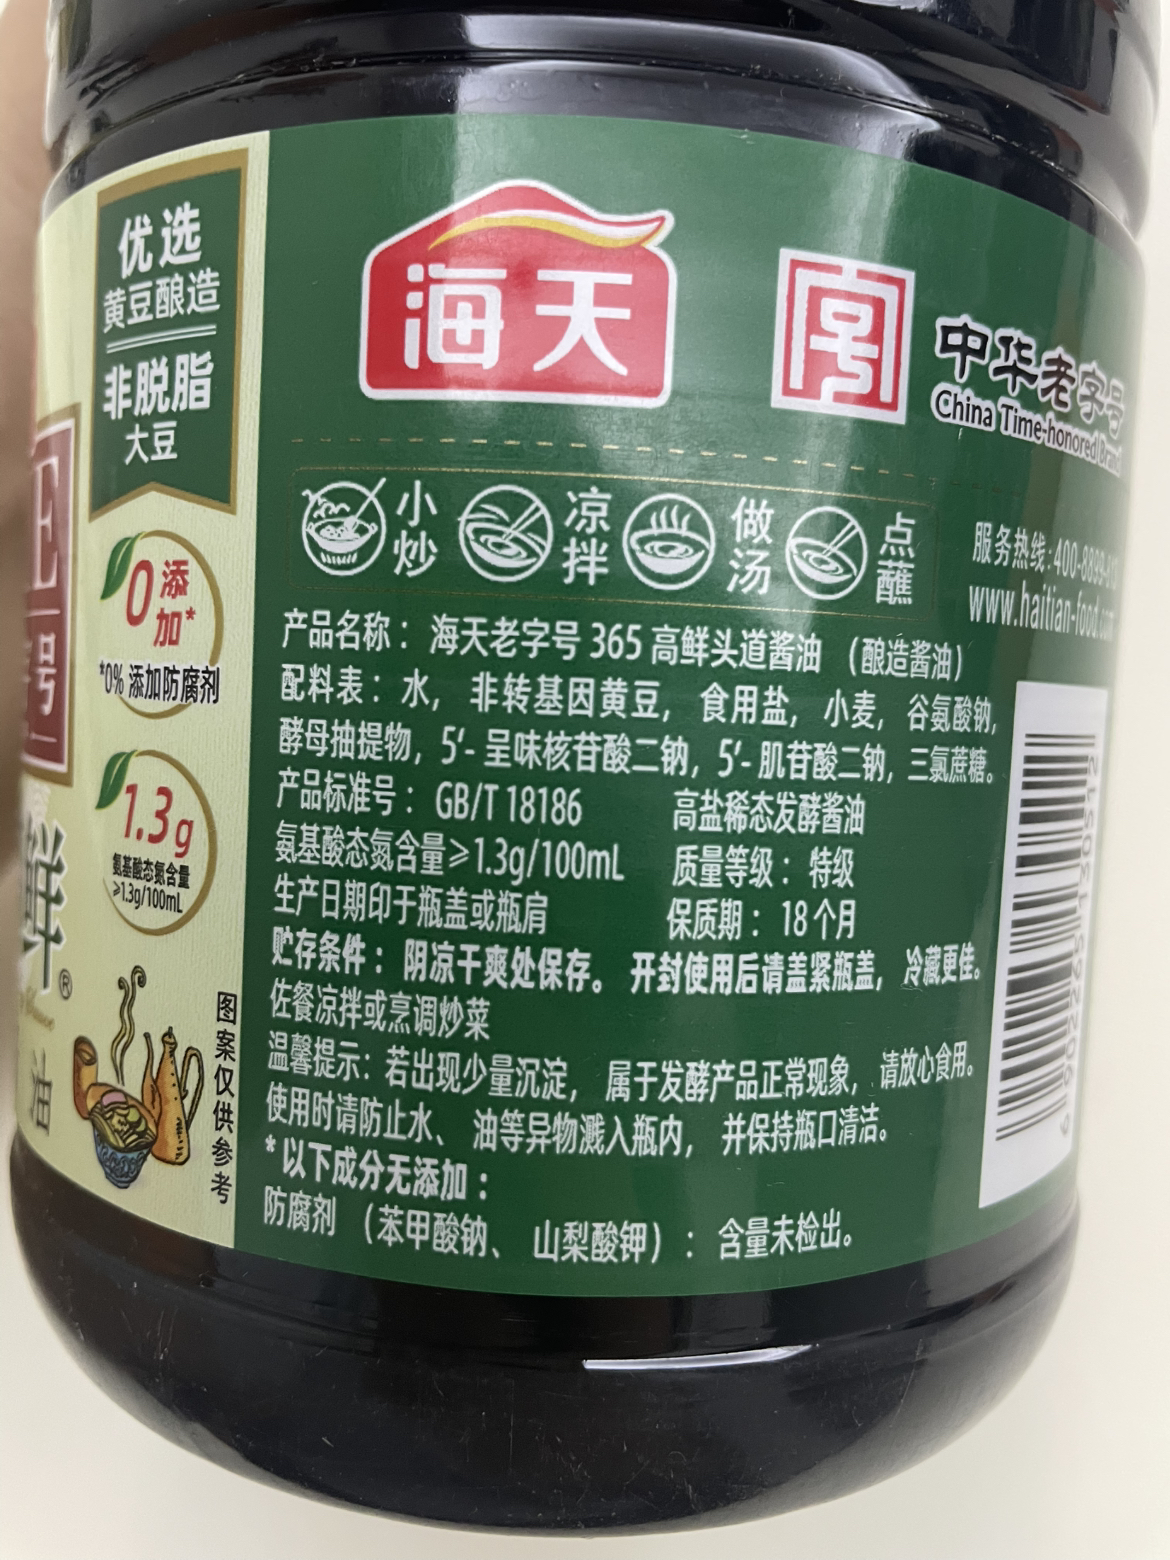 优选
黄豆酿造
非脱脂
大豆
0添加*
*0% 添加防腐剂
1.3g
氨基酸态氮含量
≥1.3g/100mL
E
号
鲜®
油
图案仅供参考
海天
字号
中华老字号
China Time-honored Brand
小炒 凉拌 做汤 点蘸
服务热线:400-8899-
www.haitian-food.com
产品名称：海天老字号 365 高鲜头道酱油 （酿造酱油）
配料表：水，非转基因黄豆，食用盐，小麦，谷氨酸钠，
酵母抽提物，5’- 呈味核苷酸二钠，5’- 肌苷酸二钠，三氯蔗糖。
产品标准号：GB/T 18186 高盐稀态发酵酱油
氨基酸态氮含量≥1.3g/100mL 质量等级：特级
生产日期印于瓶盖或瓶肩 保质期：18个月
贮存条件：阴凉干爽处保存。开封使用后请盖紧瓶盖，冷藏更佳。
佐餐凉拌或烹调炒菜
温馨提示：若出现少量沉淀，属于发酵产品正常现象，请放心食用。
使用时请防止水、油等异物溅入瓶内，并保持瓶口清洁。
*以下成分无添加：
防腐剂 （苯甲酸钠、山梨酸钾）：含量未检出。